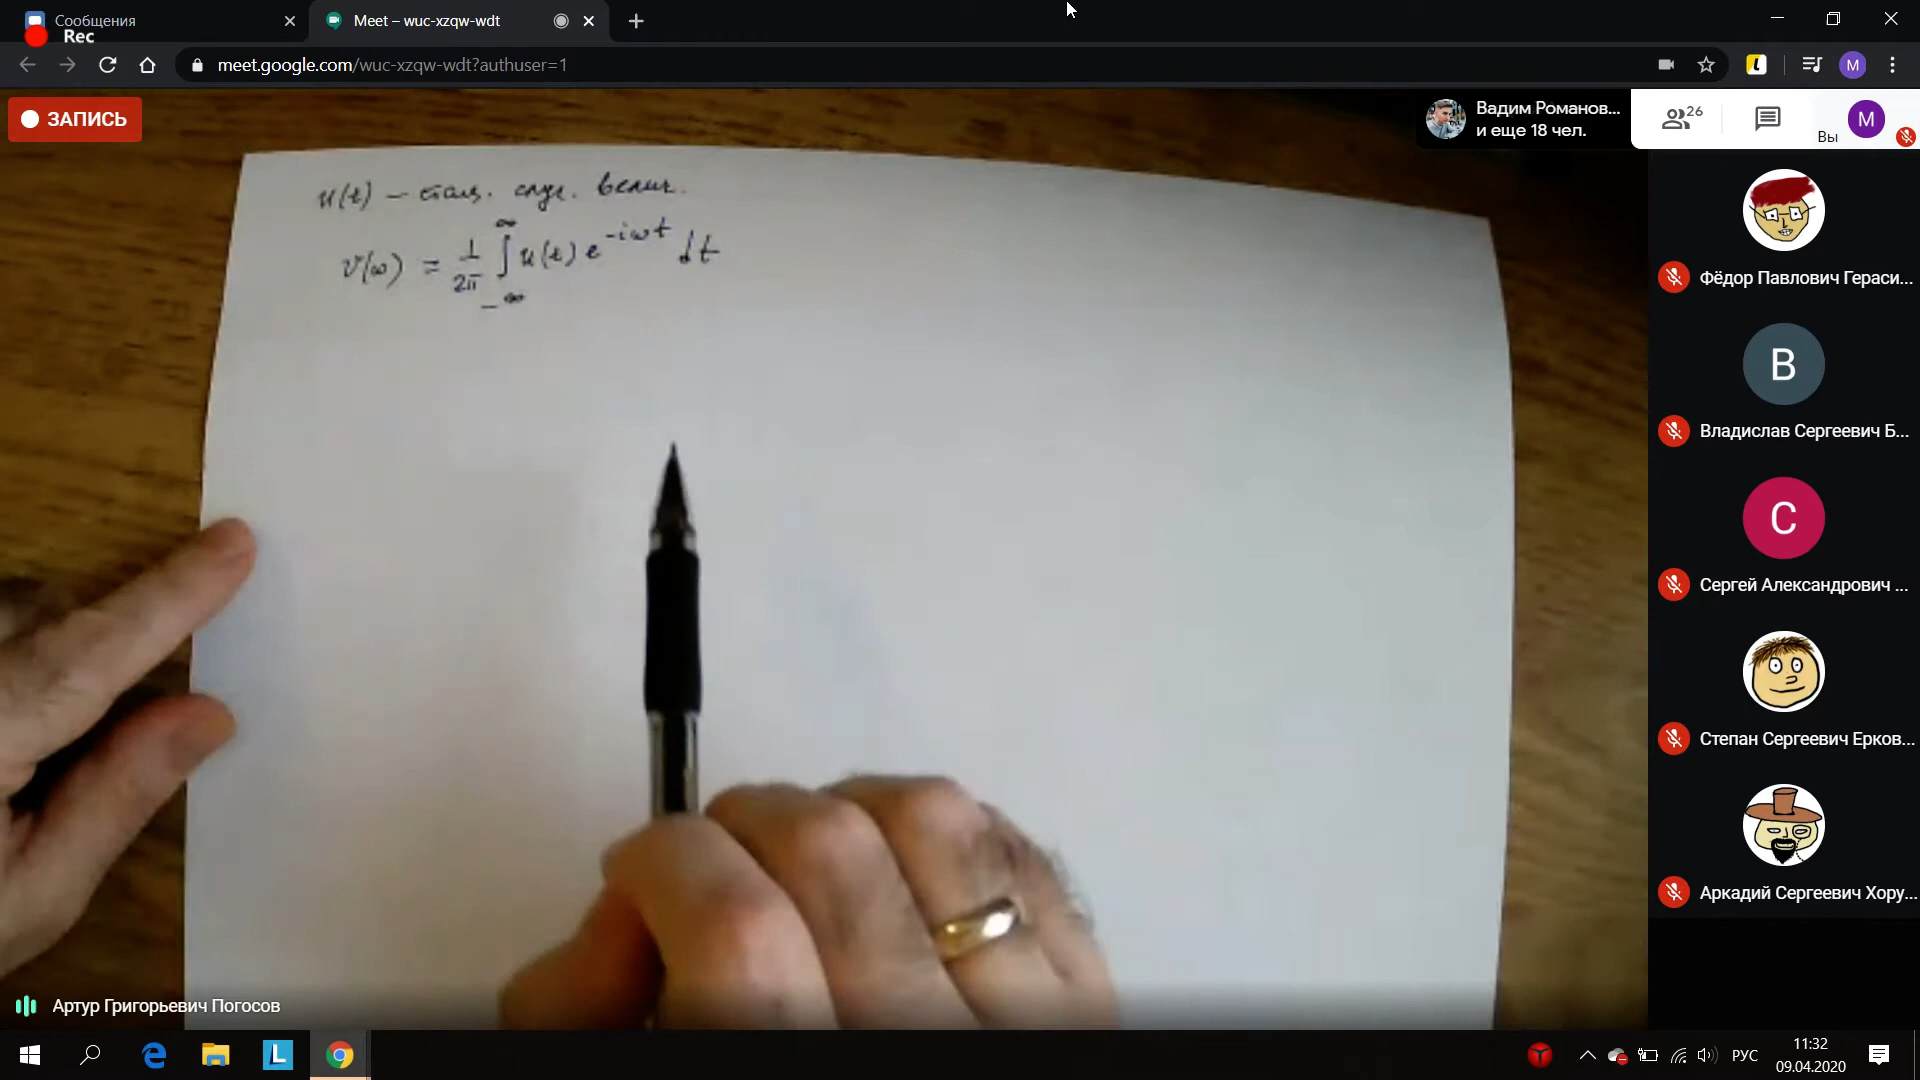 Сообщения
Meet – wuc-xzqw-wdt
Rec
meet.google.com/wuc-xzqw-wdt?authuser=1
M
ЗАПИСЬ
Вадим Романов...
и еще 18 чел.
26
Вы
M
u(t) – стац. случ. велич.
v(ω) = 1/2π ∫_{-∞}^{∞} u(t) e^{-iωt} dt
Фёдор Павлович Гераси...
B
Владислав Сергеевич Б...
C
Сергей Александрович ...
Степан Сергеевич Ерков...
Аркадий Сергеевич Хору...
Артур Григорьевич Погосов
L
РУС
11:32
09.04.2020